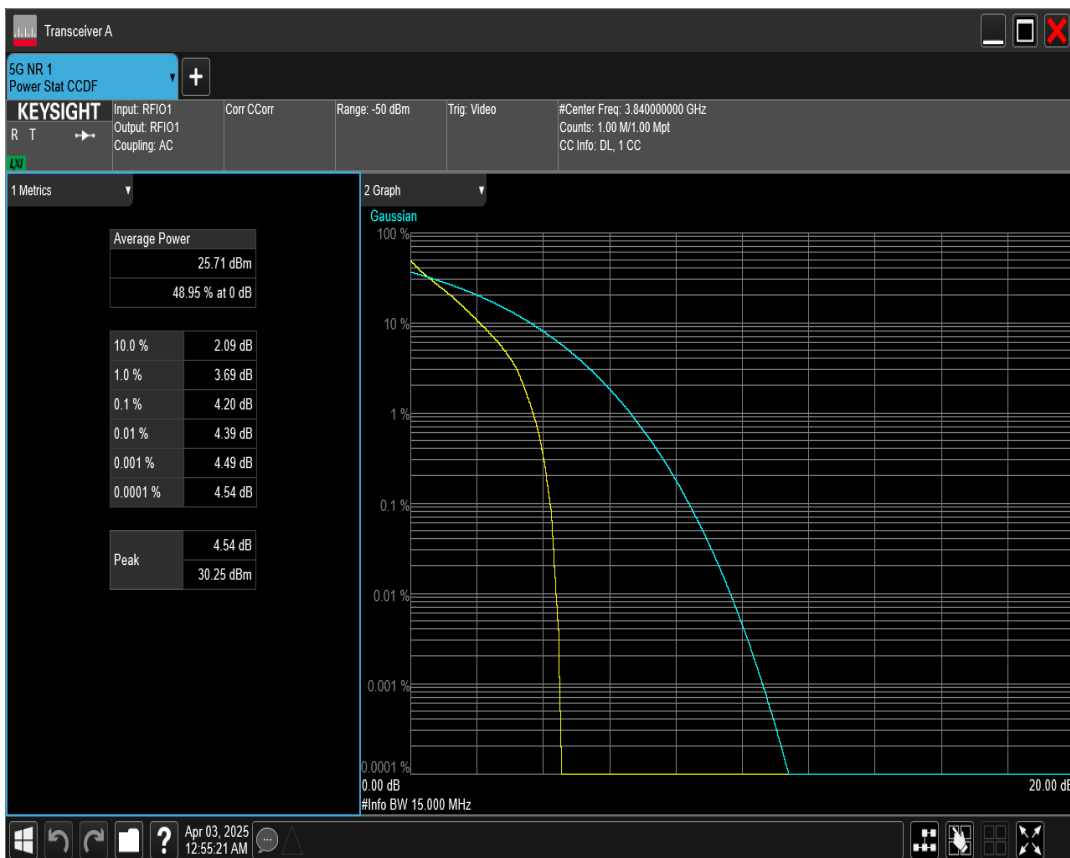 Transceiver A
5G NR 1
Power Stat CCDF
+
KEYSIGHT
R T
LXI
Input: RFIO1
Output: RFIO1
Coupling: AC
Corr CCorr
Range: -50 dBm
Trig: Video
#Center Freq: 3.840000000 GHz
Counts: 1.00 M/1.00 Mpt
CC Info: DL, 1 CC
1 Metrics
Average Power
25.71 dBm
48.95 % at 0 dB
10.0 % 2.09 dB
1.0 % 3.69 dB
0.1 % 4.20 dB
0.01 % 4.39 dB
0.001 % 4.49 dB
0.0001 % 4.54 dB
Peak
4.54 dB
30.25 dBm
2 Graph
Gaussian
100 %
10 %
1 %
0.1 %
0.01 %
0.001 %
0.0001 %
0.00 dB 20.00 dB
#Info BW 15.000 MHz
?
Apr 03, 2025
12:55:21 AM